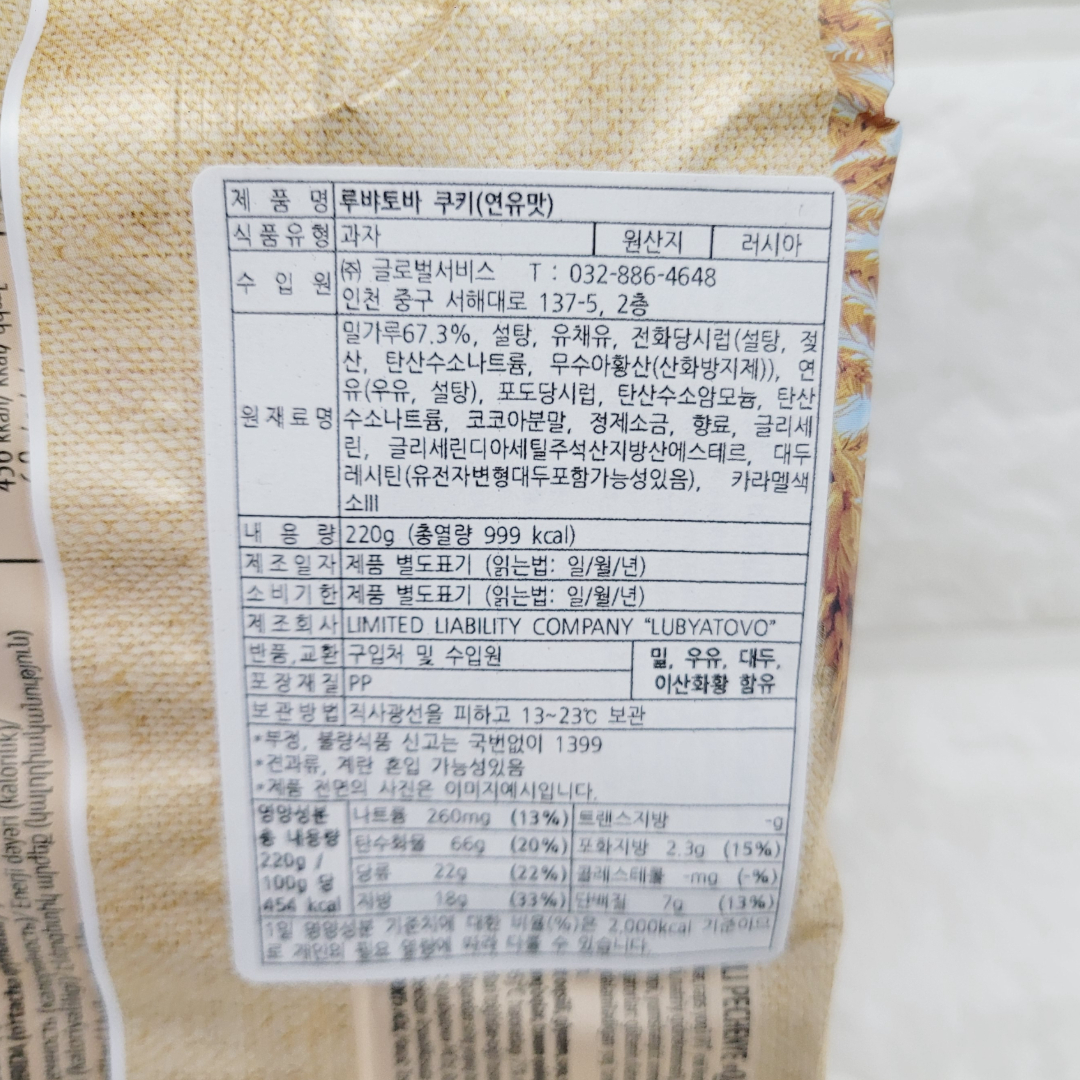 제 품 명 루뱌토바 쿠키(연유맛)
식품유형 과자 원산지 러시아
수 입 원 ㈜ 글로벌서비스 T : 032-886-4648
인천 중구 서해대로 137-5, 2층
원재료명 밀가루67.3%, 설탕, 유채유, 전화당시럽(설탕, 젖
산, 탄산수소나트륨, 무수아황산(산화방지제)), 연
유(우유, 설탕), 포도당시럽, 탄산수소암모늄, 탄산
수소나트륨, 코코아분말, 정제소금, 향료, 글리세
린, 글리세린디아세틸주석산지방산에스테르, 대두
레시틴(유전자변형대두포함가능성있음), 카라멜색
소III
내 용 량 220g (총열량 999 kcal)
제조일자 제품 별도표기 (읽는법: 일/월/년)
소비기한 제품 별도표기 (읽는법: 일/월/년)
제조회사 LIMITED LIABILITY COMPANY “LUBYATOVO”
반품,교환 구입처 및 수입원
포장재질 PP
밀, 우유, 대두,
이산화황 함유
보관방법 직사광선을 피하고 13~23℃ 보관
*부정, 불량식품 신고는 국번없이 1399
*견과류, 계란 혼입 가능성있음
*제품 전면의 사진은 이미지예시입니다.
영양성분
총 내용량
220g /
100g 당
454 kcal
나트륨 260mg (13%) 트랜스지방 -g
탄수화물 66g (20%) 포화지방 2.3g (15%)
당류 22g (22%) 콜레스테롤 -mg (-%)
지방 18g (33%) 단백질 7g (13%)
1일 영양성분 기준치에 대한 비율(%)은 2,000kcal 기준이므
로 개인의 필요 열량에 따라 다를 수 있습니다.